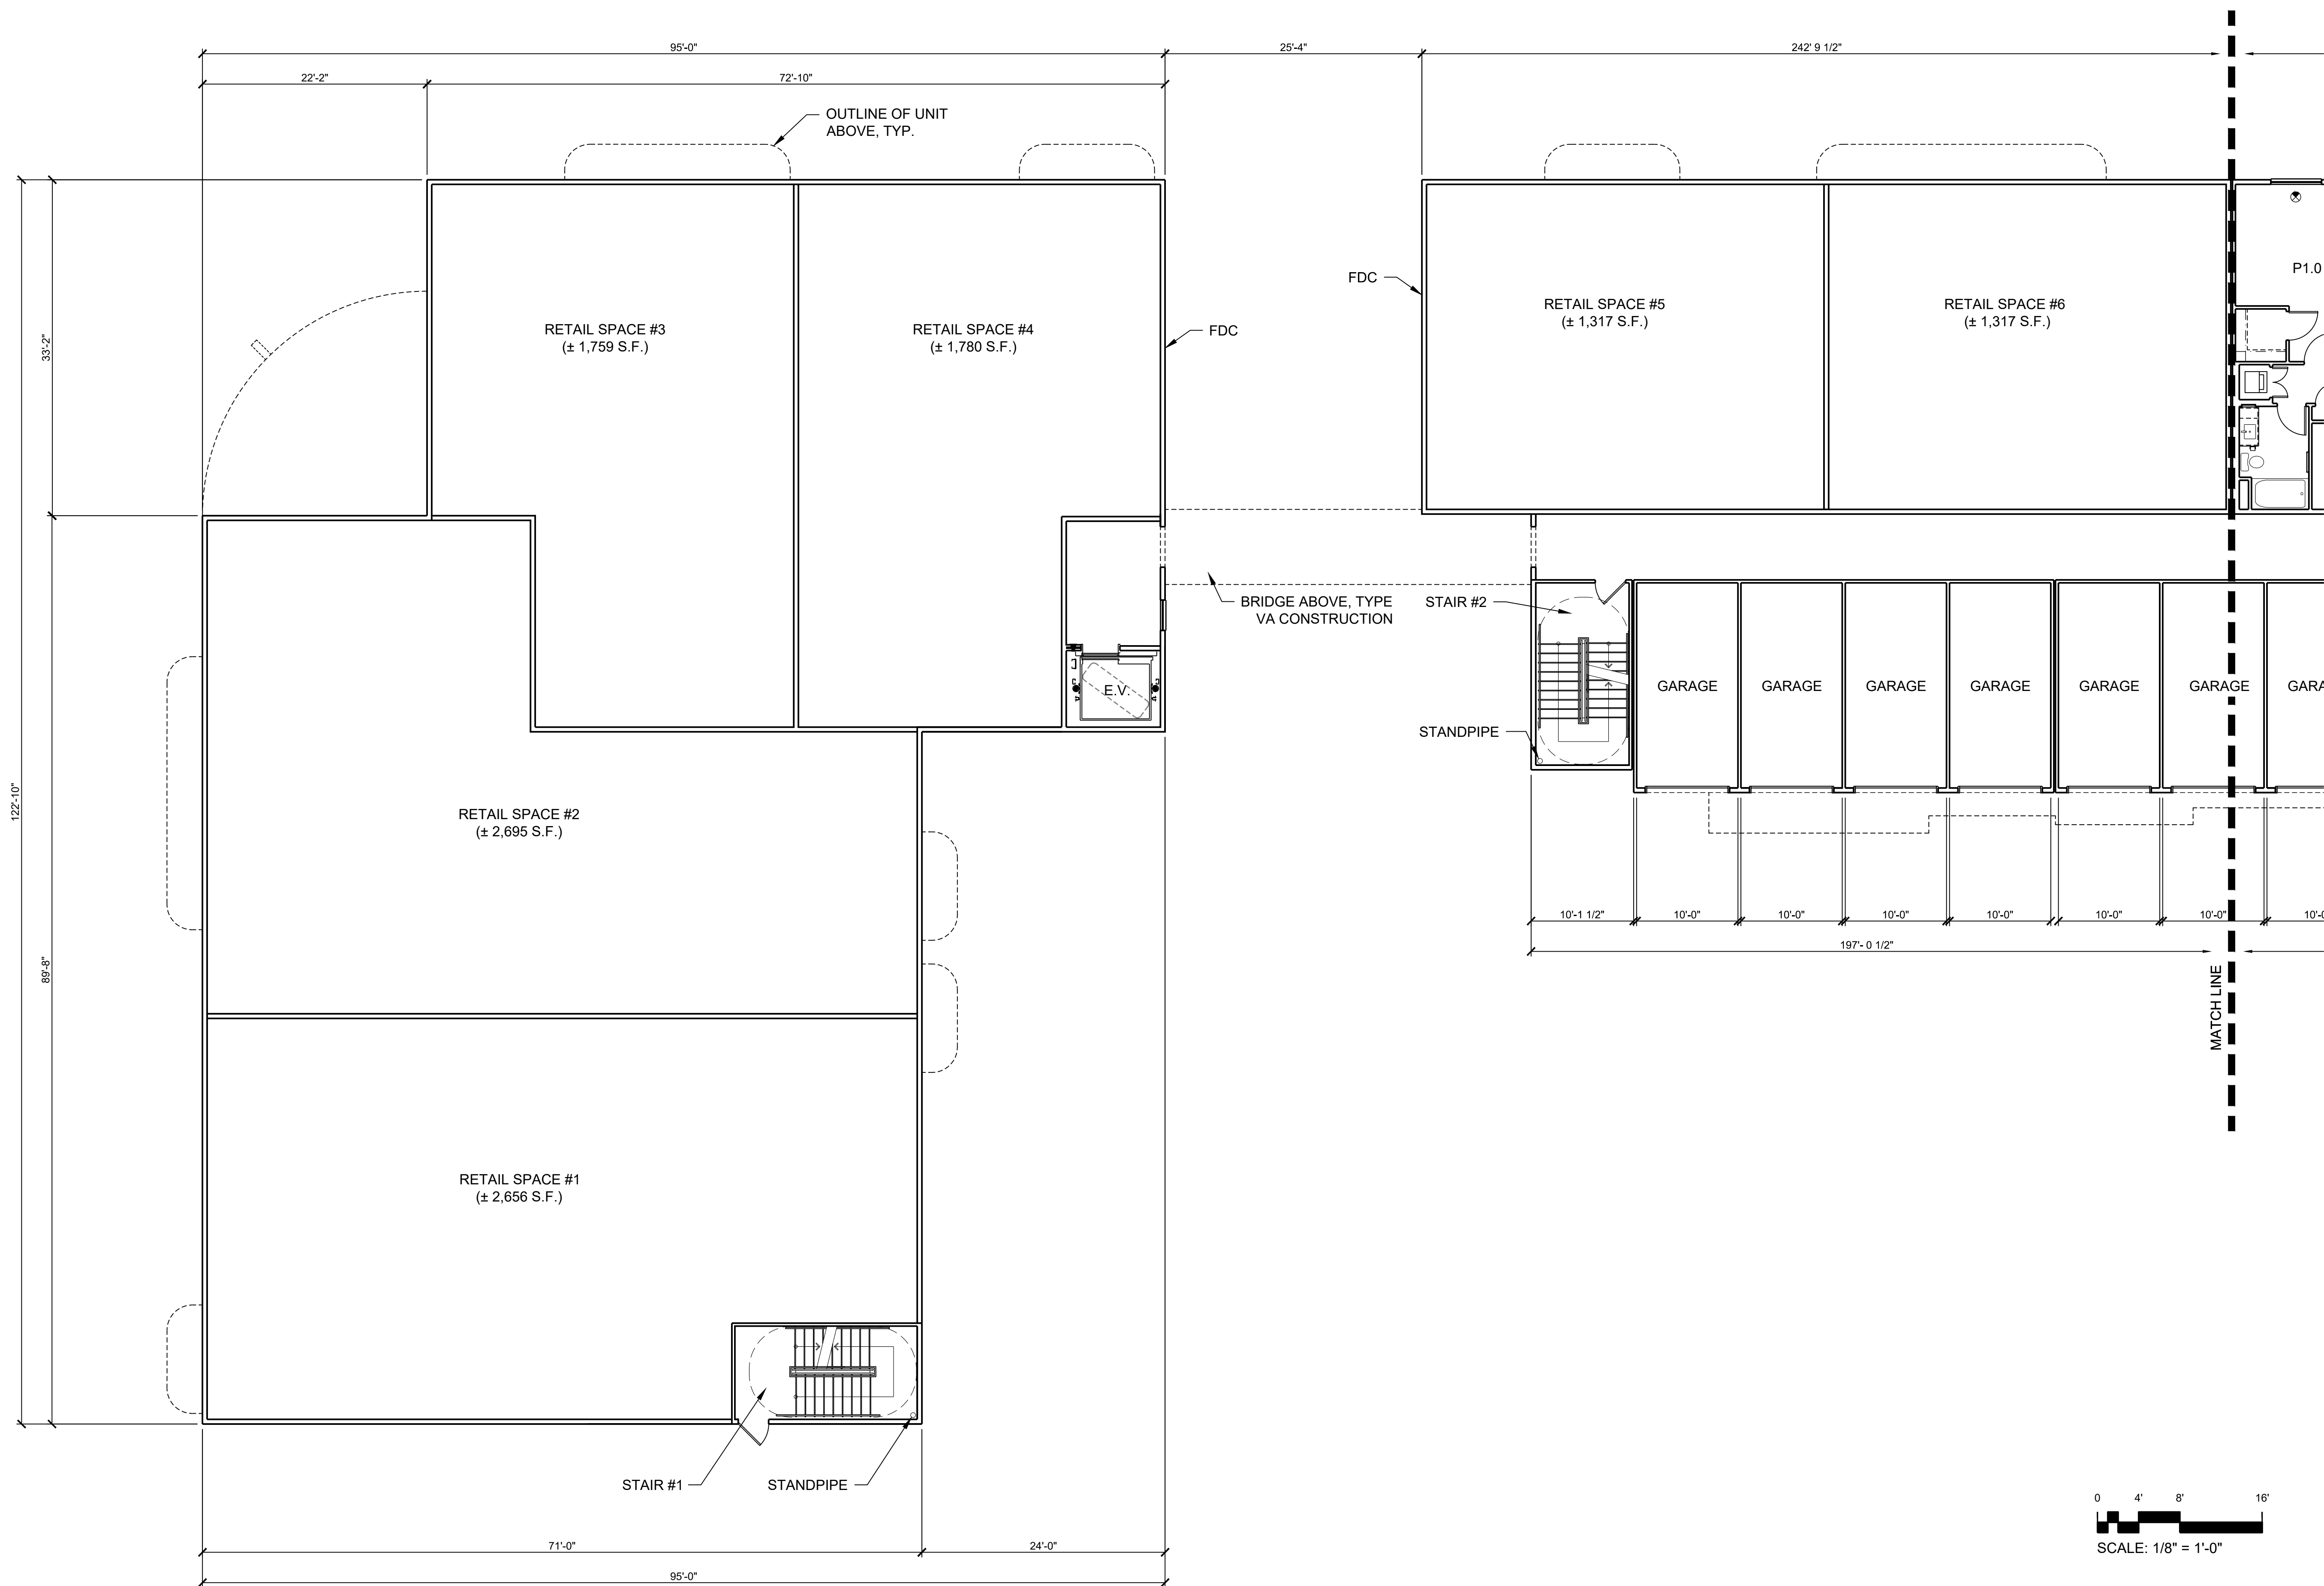 95'-0"
25'-4"
242' 9 1/2"
22'-2"
72'-10"
OUTLINE OF UNIT
ABOVE, TYP.
33'-2"
122'-10"
89'-8"
RETAIL SPACE #3
(± 1,759 S.F.)
RETAIL SPACE #4
(± 1,780 S.F.)
FDC
FDC
RETAIL SPACE #5
(± 1,317 S.F.)
RETAIL SPACE #6
(± 1,317 S.F.)
P1.0
BRIDGE ABOVE, TYPE
VA CONSTRUCTION
STAIR #2
E.V.
STANDPIPE
GARAGE
GARAGE
GARAGE
GARAGE
GARAGE
GARAGE
GARA
RETAIL SPACE #2
(± 2,695 S.F.)
10'-1 1/2"
10'-0"
10'-0"
10'-0"
10'-0"
10'-0"
10'-0"
10'-0
197'- 0 1/2"
MATCH LINE
RETAIL SPACE #1
(± 2,656 S.F.)
STAIR #1
STANDPIPE
71'-0"
24'-0"
95'-0"
0 4' 8' 16'
SCALE: 1/8" = 1'-0"